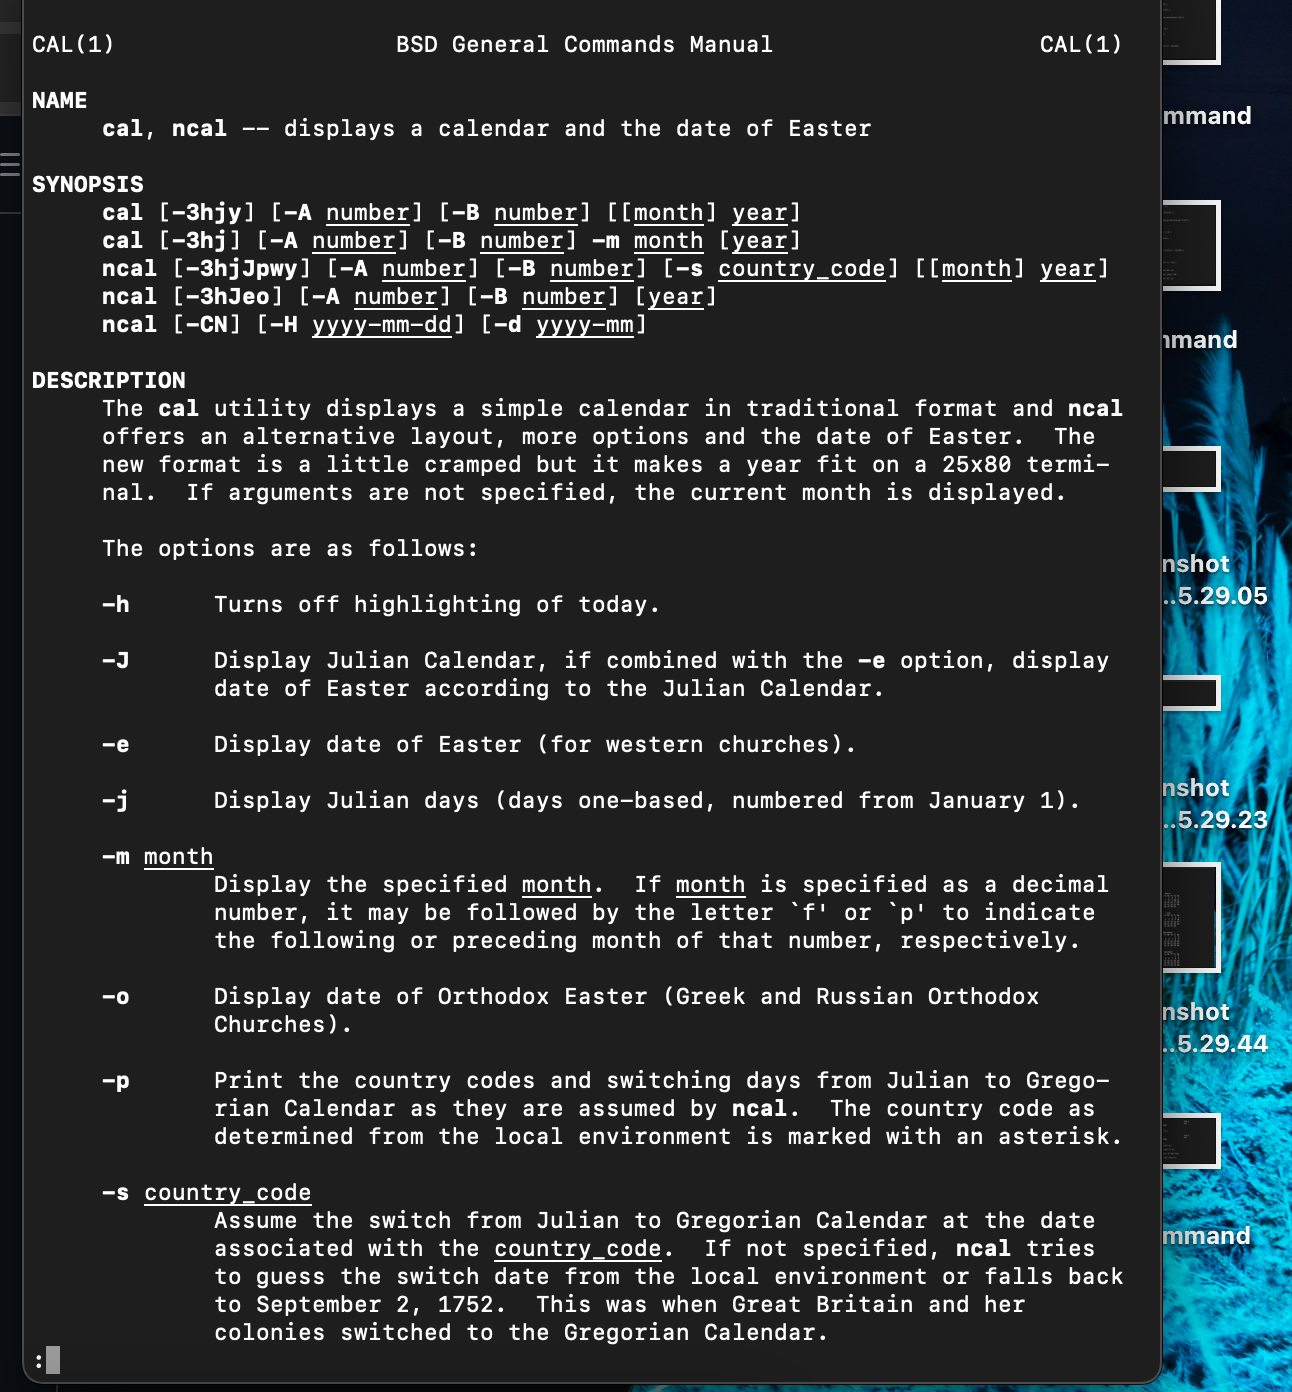 CAL(1)                    BSD General Commands Manual                   CAL(1)
NAME
cal, ncal -- displays a calendar and the date of Easter
SYNOPSIS
cal [-3hjy] [-A number] [-B number] [[month] year]
cal [-3hj] [-A number] [-B number] -m month [year]
ncal [-3hjJpwy] [-A number] [-B number] [-s country_code] [[month] year]
ncal [-3hJeo] [-A number] [-B number] [year]
ncal [-CN] [-H yyyy-mm-dd] [-d yyyy-mm]
DESCRIPTION
The cal utility displays a simple calendar in traditional format and ncal
offers an alternative layout, more options and the date of Easter.  The
new format is a little cramped but it makes a year fit on a 25x80 termi-
nal.  If arguments are not specified, the current month is displayed.
The options are as follows:
-h      Turns off highlighting of today.
-J      Display Julian Calendar, if combined with the -e option, display
date of Easter according to the Julian Calendar.
-e      Display date of Easter (for western churches).
-j      Display Julian days (days one-based, numbered from January 1).
-m month
Display the specified month.  If month is specified as a decimal
number, it may be followed by the letter `f' or `p' to indicate
the following or preceding month of that number, respectively.
-o      Display date of Orthodox Easter (Greek and Russian Orthodox
Churches).
-p      Print the country codes and switching days from Julian to Grego-
rian Calendar as they are assumed by ncal.  The country code as
determined from the local environment is marked with an asterisk.
-s country_code
Assume the switch from Julian to Gregorian Calendar at the date
associated with the country_code.  If not specified, ncal tries
to guess the switch date from the local environment or falls back
to September 2, 1752.  This was when Great Britain and her
colonies switched to the Gregorian Calendar.
:
mmand
mmand
nshot
..5.29.05
nshot
..5.29.23
nshot
..5.29.44
mmand